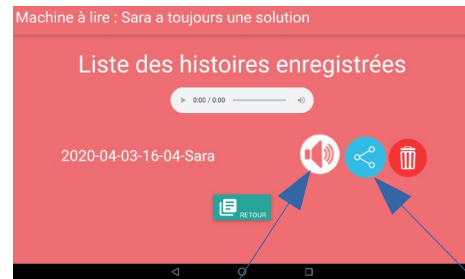 Machine à lire : Sara a toujours une solution
Liste des histoires enregistrées
0:00 / 0:00
2020-04-03-16-04-Sara
RETOUR